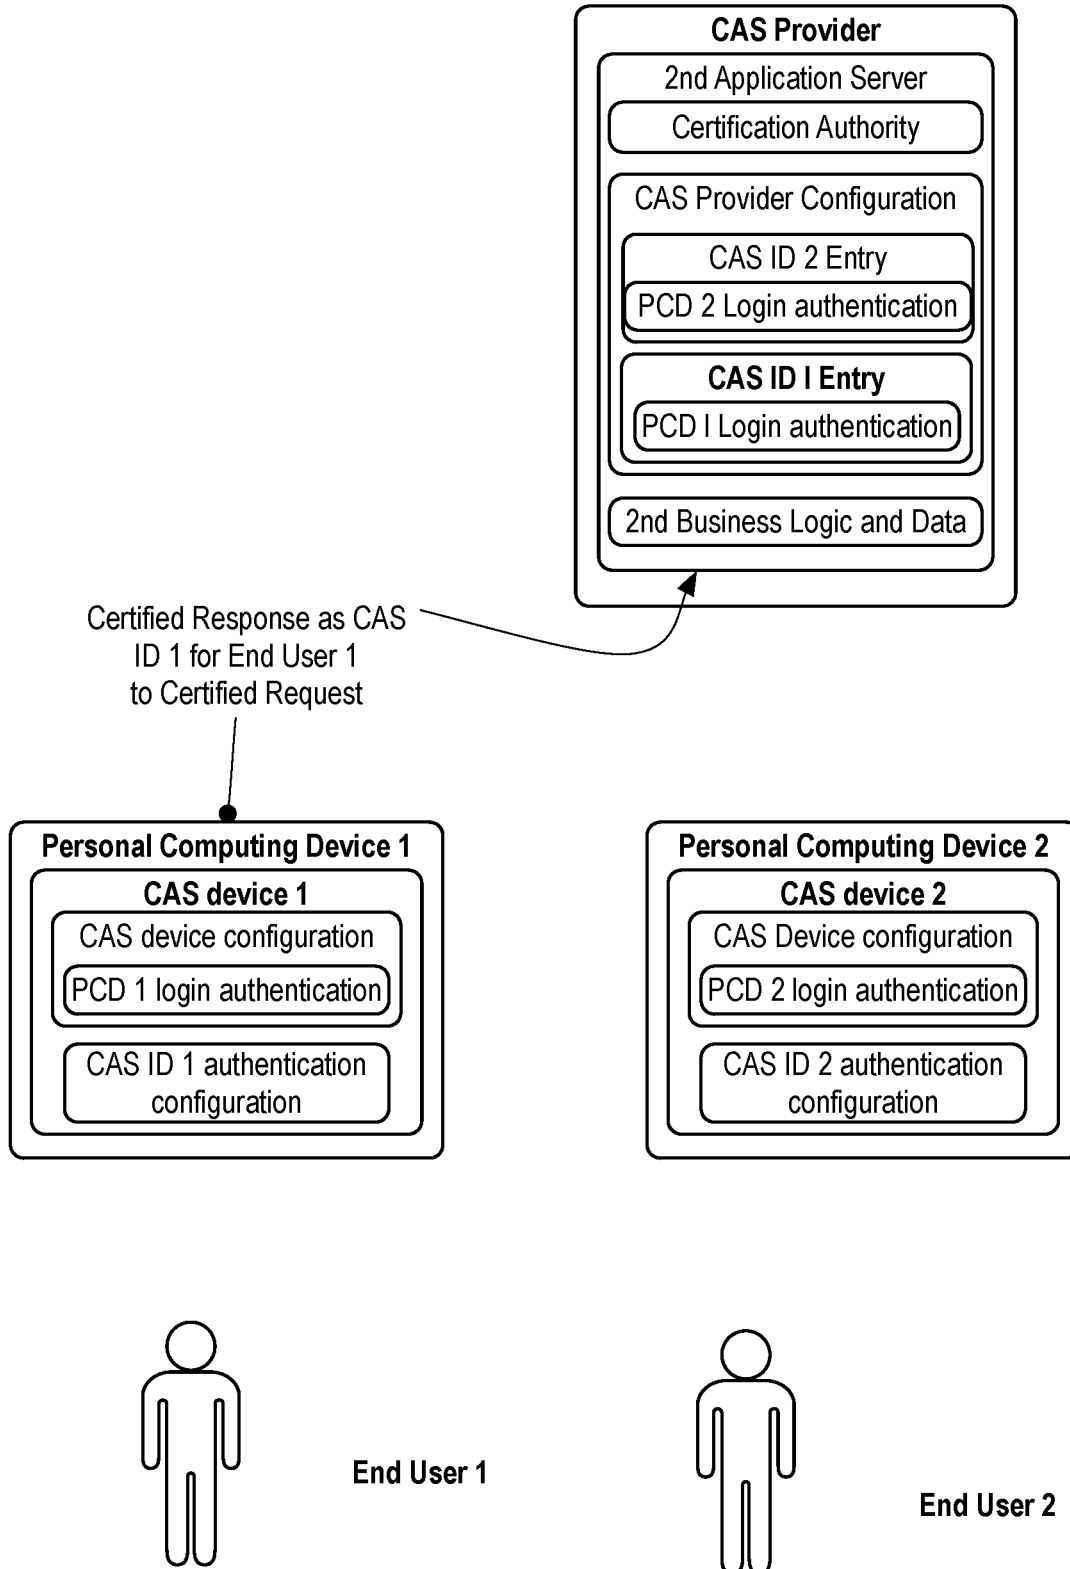 CAS Provider
2nd Application Server
Certification Authority
CAS Provider Configuration
CAS ID 2 Entry
PCD 2 Login authentication
CAS ID I Entry
PCD I Login authentication
2nd Business Logic and Data
Certified Response as CAS
ID 1 for End User 1
to Certified Request
Personal Computing Device 1
CAS device 1
CAS device configuration
PCD 1 login authentication
CAS ID 1 authentication
configuration
Personal Computing Device 2
CAS device 2
CAS Device configuration
PCD 2 login authentication
CAS ID 2 authentication
configuration
End User 1
End User 2